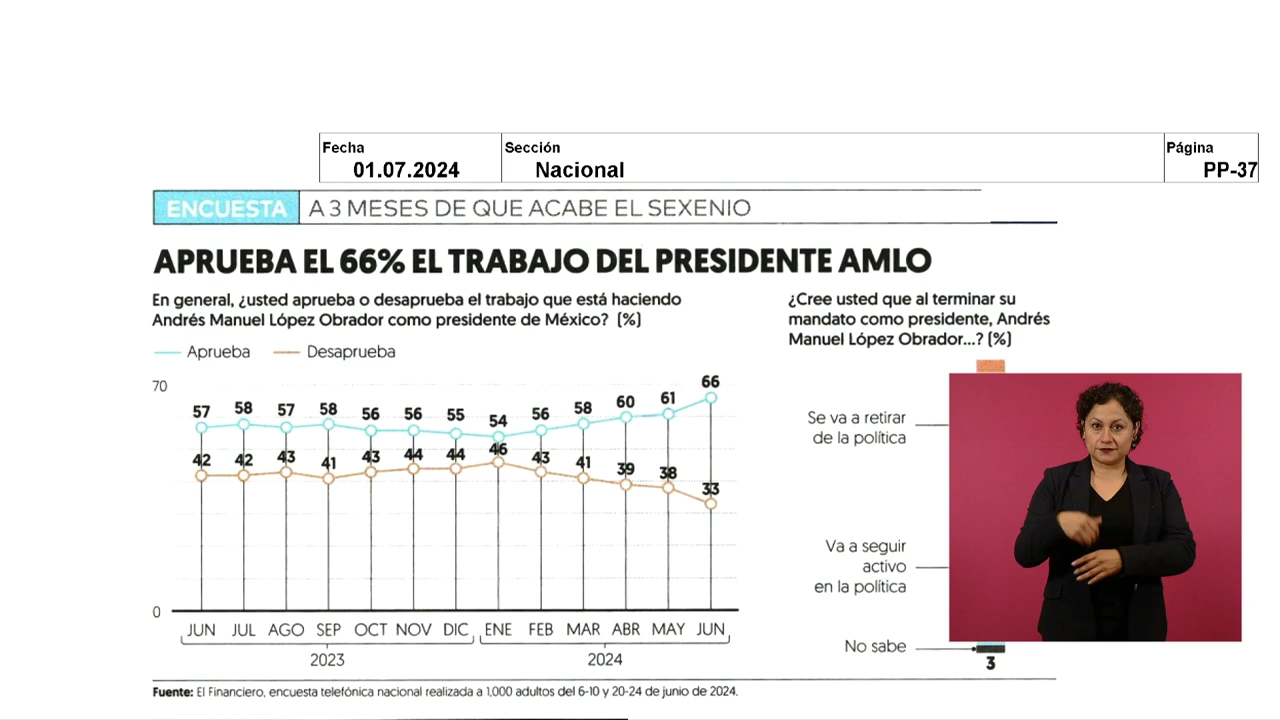 Fecha
01.07.2024
Sección
Nacional
Página
PP-37
ENCUESTA
A 3 MESES DE QUE ACABE EL SEXENIO
APRUEBA EL 66% EL TRABAJO DEL PRESIDENTE AMLO
En general, ¿usted aprueba o desaprueba el trabajo que está haciendo
Andrés Manuel López Obrador como presidente de México? (%)
Aprueba
Desaprueba
70
57 58 57 58 56 56 55 54 56 58 60 61 66
42 42 43 41 43 44 44 46 43 41 39 38 33
0
JUN JUL AGO SEP OCT NOV DIC ENE FEB MAR ABR MAY JUN
2023 2024
¿Cree usted que al terminar su
mandato como presidente, Andrés
Manuel López Obrador...? (%)
Se va a retirar
de la política
Va a seguir
activo
en la política
No sabe
3
Fuente: El Financiero, encuesta telefónica nacional realizada a 1,000 adultos del 6-10 y 20-24 de junio de 2024.